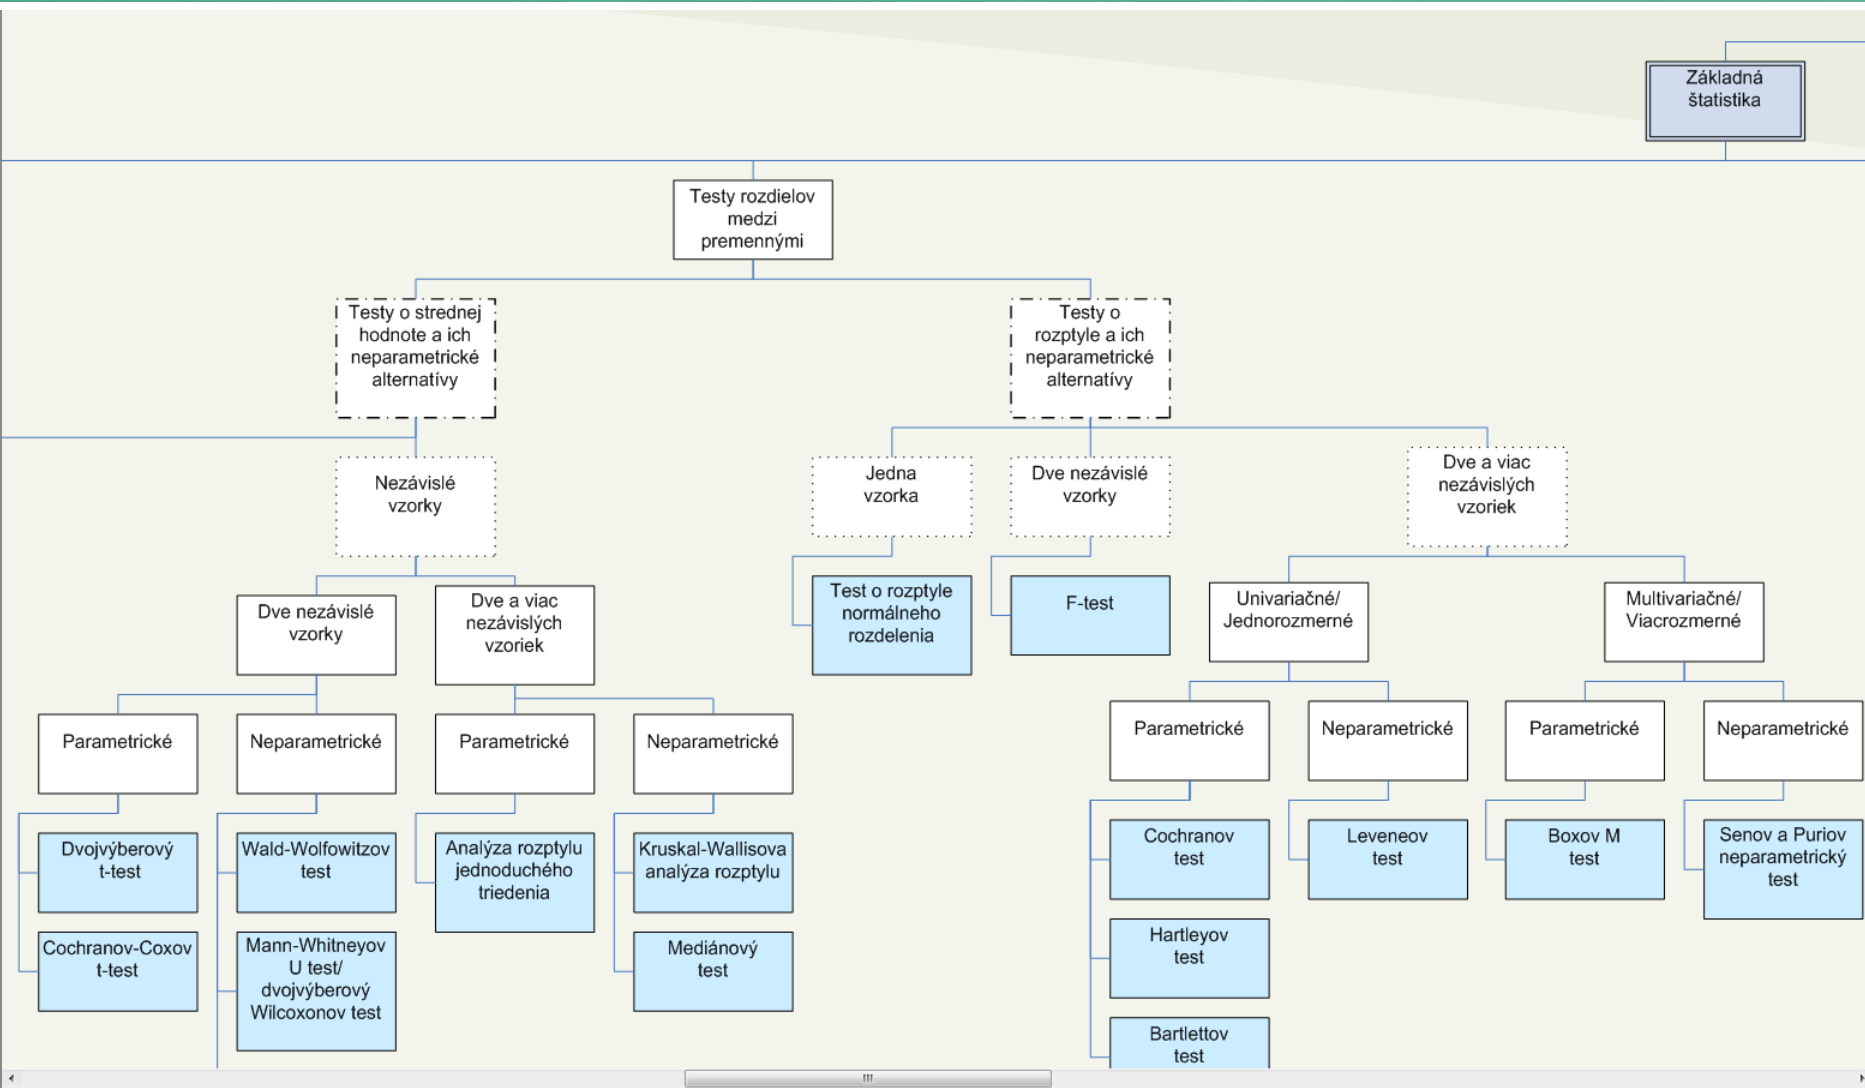 Základná
štatistika
Testy rozdielov
medzi
premennými
Testy o strednej
hodnote a ich
neparametrické
alternatívy
Testy o
rozptyle a ich
neparametrické
alternatívy
Nezávislé
vzorky
Jedna
vzorka
Dve nezávislé
vzorky
Dve a viac
nezávislých
vzoriek
Dve nezávislé
vzorky
Dve a viac
nezávislých
vzoriek
Test o rozptyle
normálneho
rozdelenia
F-test
Univariačné/
Jednorozmerné
Multivariačné/
Viacrozmerné
Parametrické
Neparametrické
Parametrické
Neparametrické
Parametrické
Neparametrické
Parametrické
Neparametrické
Dvojvýberový
t-test
Wald-Wolfowitzov
test
Analýza rozptylu
jednoduchého
triedenia
Kruskal-Wallisova
analýza rozptylu
Cochranov
test
Leveneov
test
Boxov M
test
Senov a Puriov
neparametrický
test
Cochranov-Coxov
t-test
Mann-Whitneyov
U test/
dvojvýberový
Wilcoxonov test
Mediánový
test
Hartleyov
test
Bartlettov
test